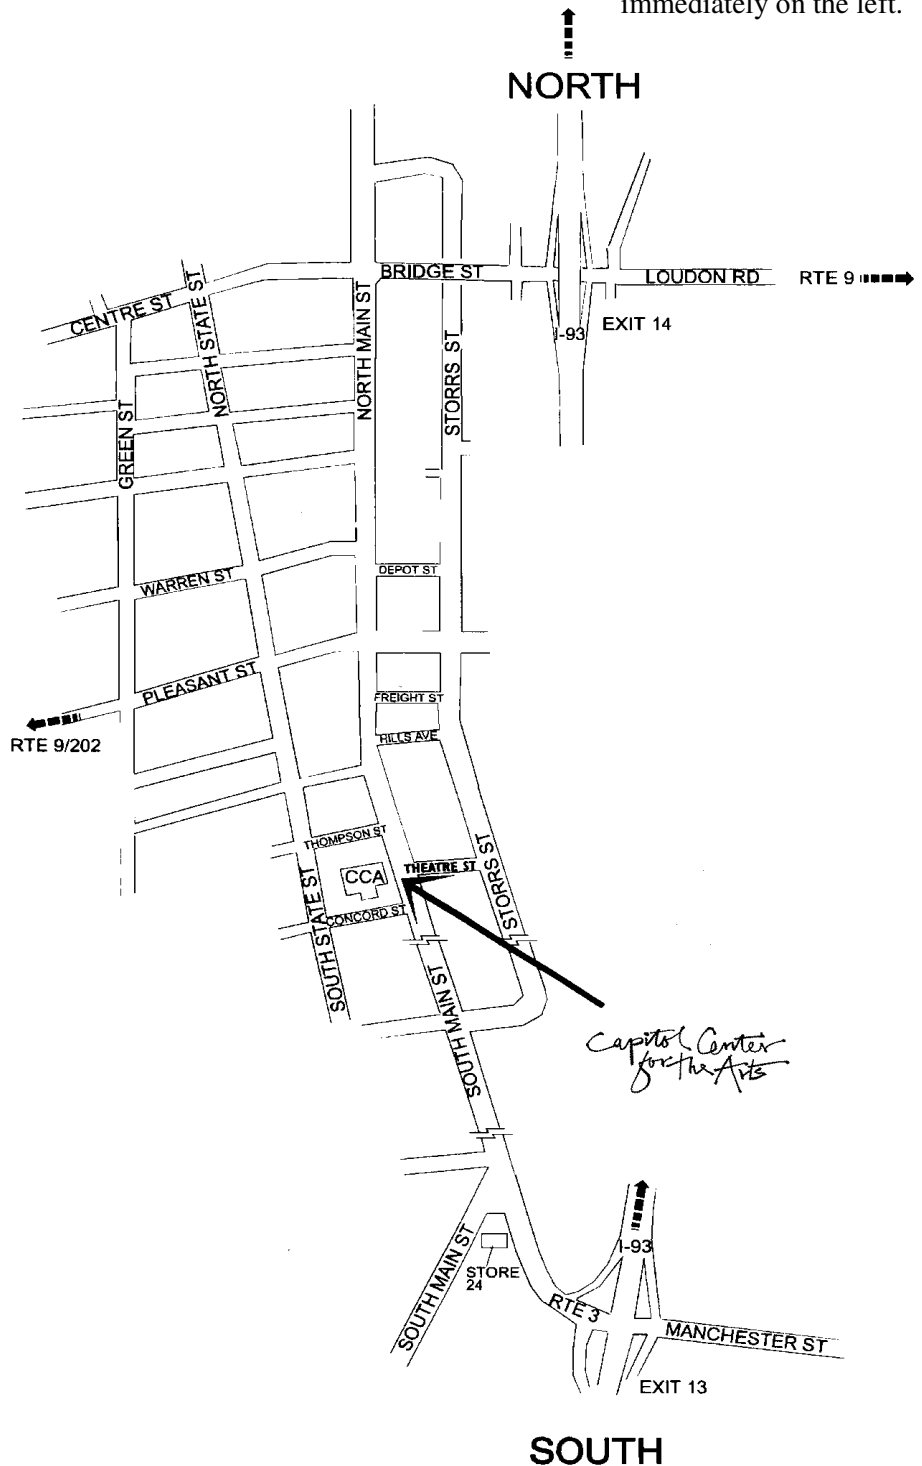 immediately on the left.
NORTH
BRIDGE ST
LOUDON RD
RTE 9
EXIT 14
I-93
CENTRE ST
NORTH STATE ST
NORTH MAIN ST
STORRS ST
GREEN ST
DEPOT ST
WARREN ST
PLEASANT ST
FREIGHT ST
RTE 9/202
HILLS AVE
THOMPSON ST
THEATRE ST
CCA
STORRS ST
CONCORD ST
SOUTH STATE ST
SOUTH MAIN ST
Capitol Center
for the Arts
I-93
SOUTH MAIN ST
STORE
24
RTE 3
MANCHESTER ST
EXIT 13
SOUTH